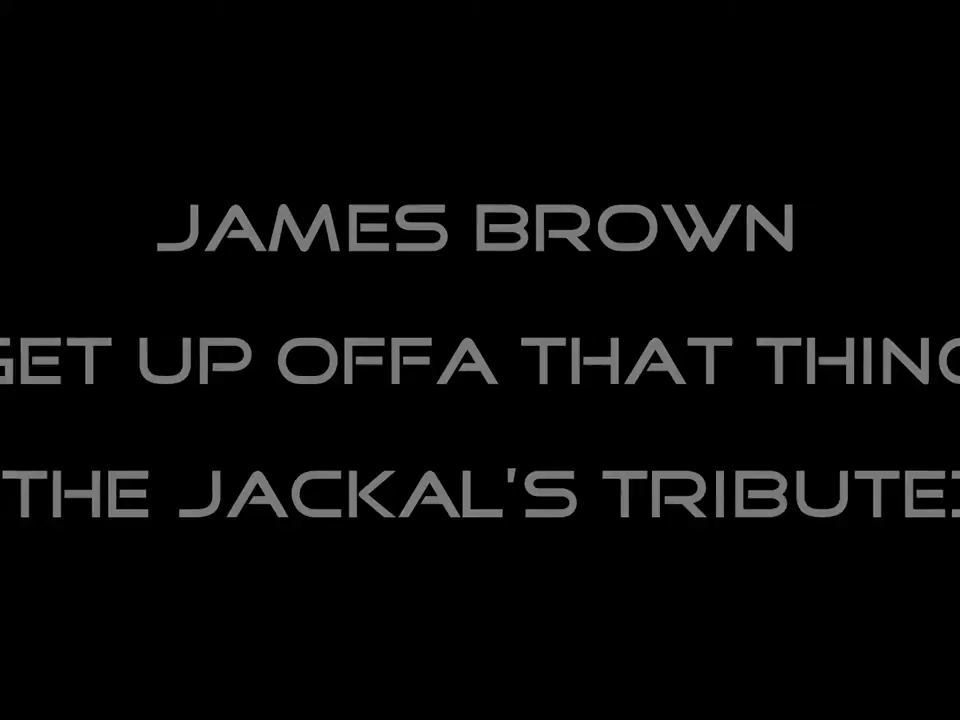 JAMES BROWN
GET UP OFFA THAT THING
[THE JACKAL'S TRIBUTE]